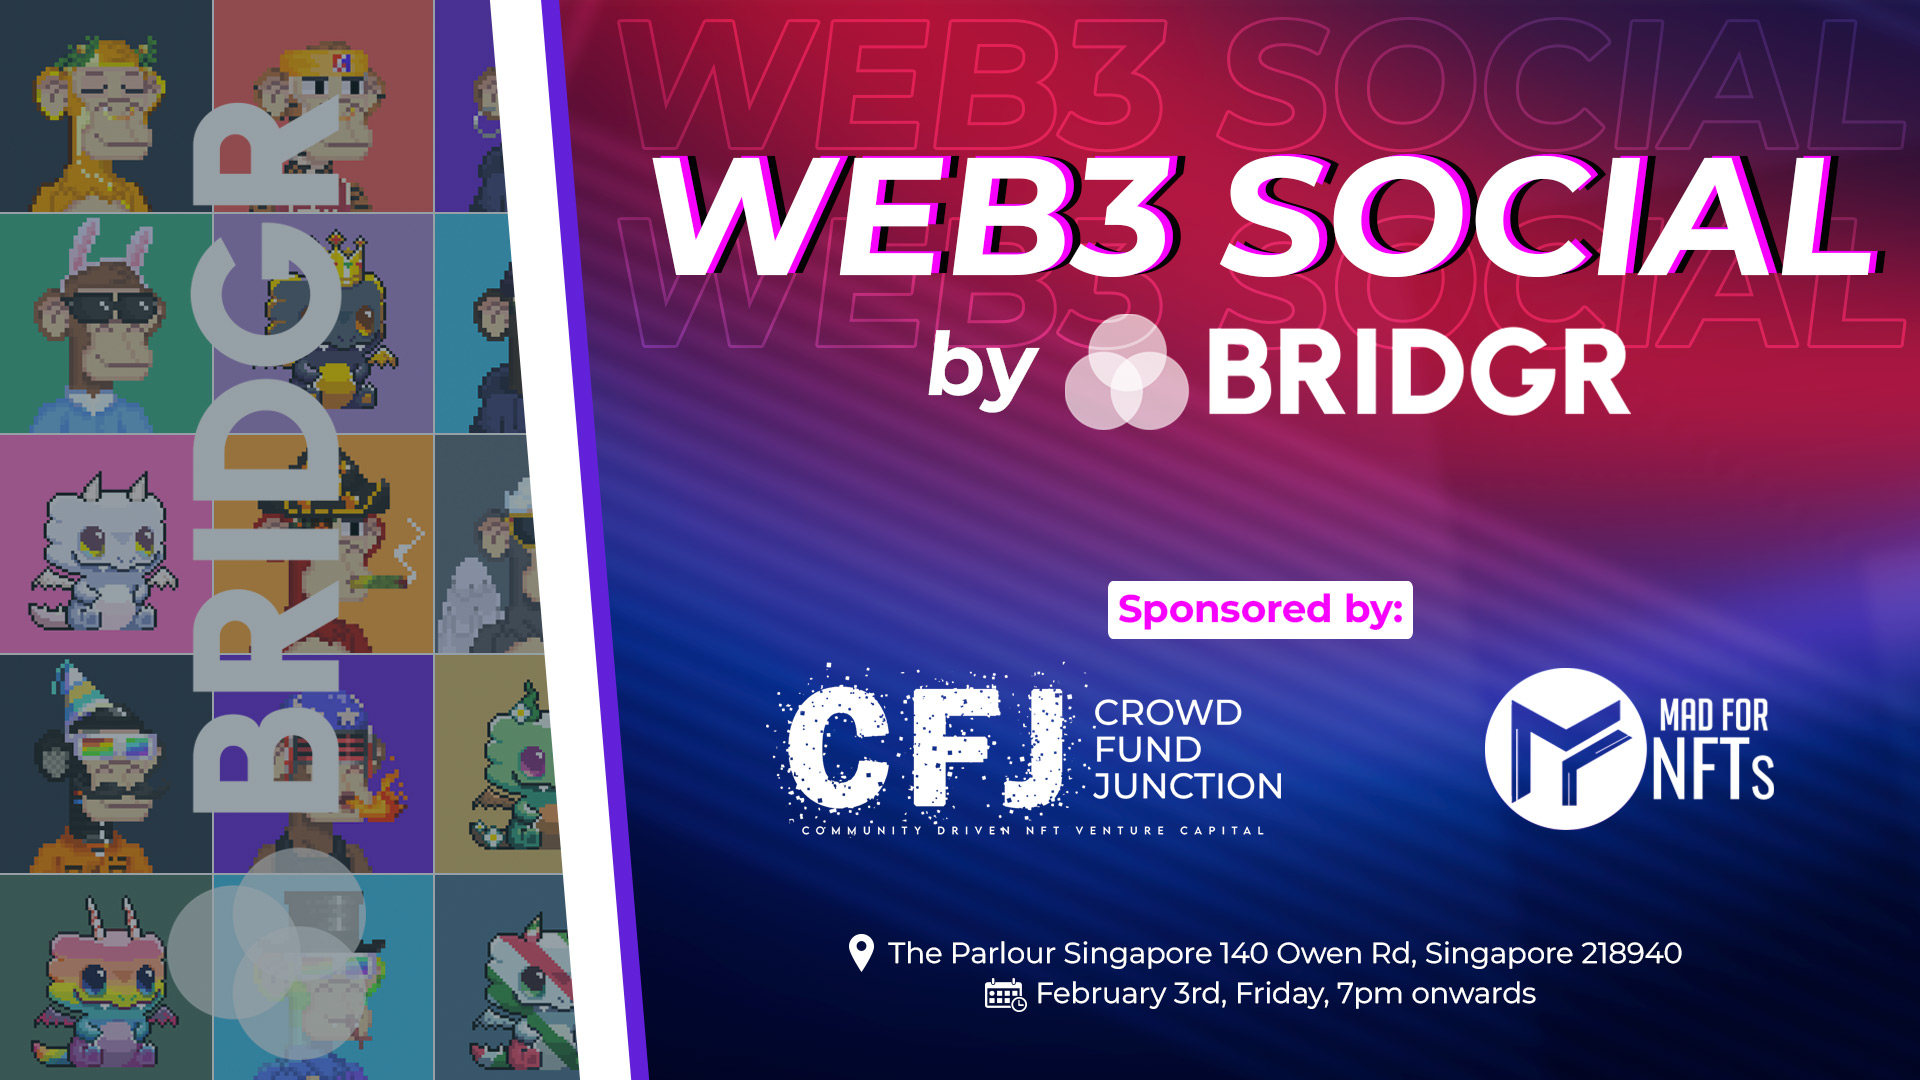 BRIDGR
WEB3 SOCIAL
WEB3 SOCIAL
WEB3 SOCIAL
by BRIDGR
Sponsored by:
CFJ
CROWD
FUND
JUNCTION
COMMUNITY DRIVEN NFT VENTURE CAPITAL
MAD FOR
NFTs
The Parlour Singapore 140 Owen Rd, Singapore 218940
February 3rd, Friday, 7pm onwards